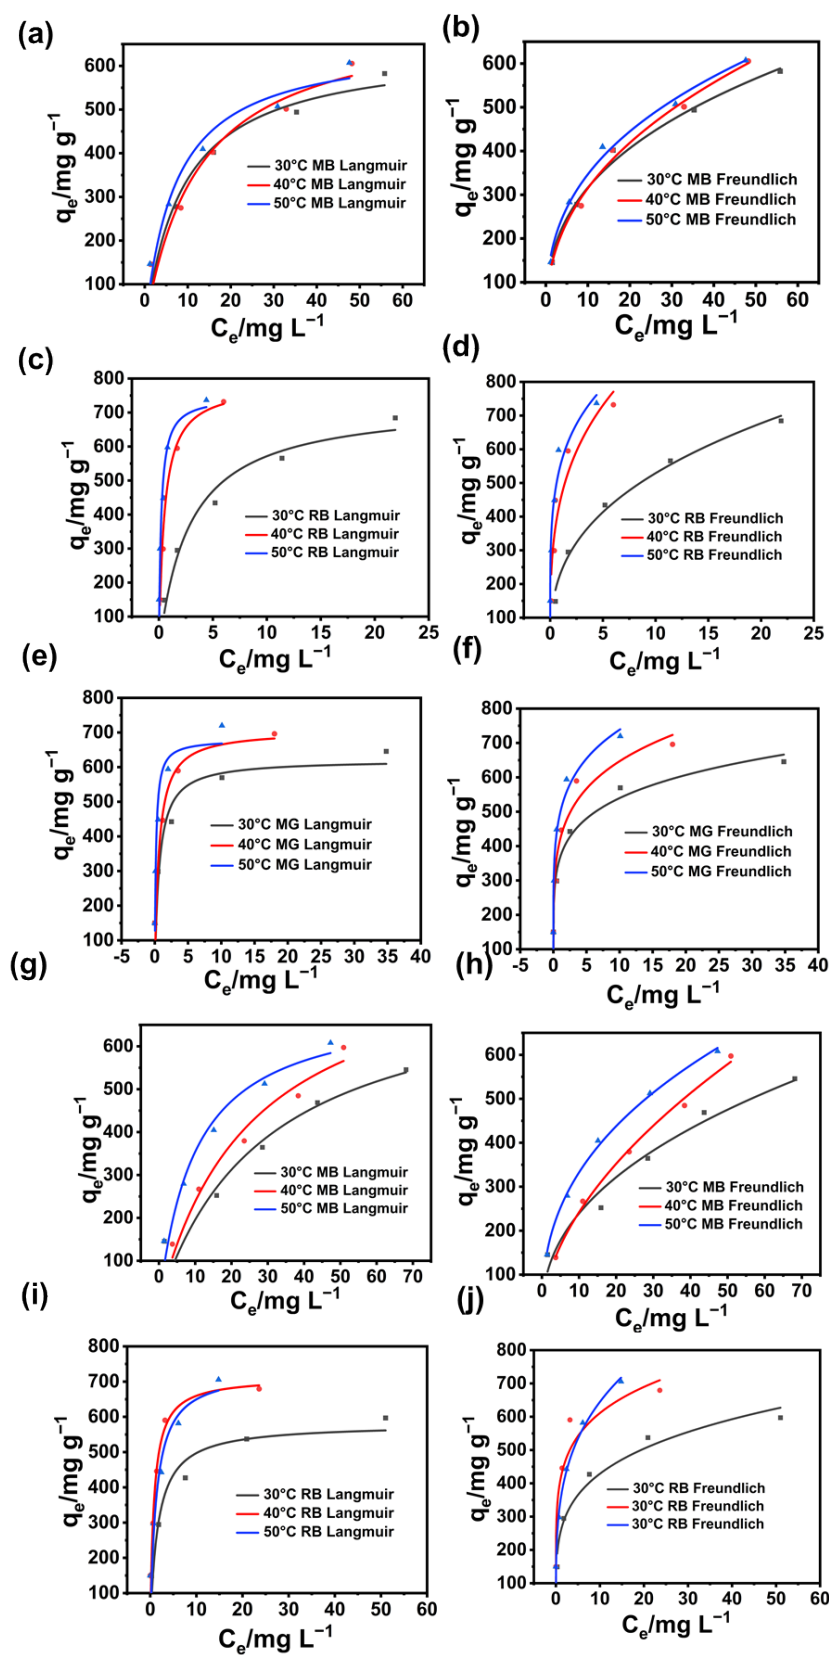 (a)
600
500
400
300
200
100
0
10
20
30
40
50
60
qe/mg g⁻¹
Ce/mg L⁻¹
30°C MB Langmuir
40°C MB Langmuir
50°C MB Langmuir
(b)
600
500
400
300
200
100
0
10
20
30
40
50
60
qe/mg g⁻¹
Ce/mg L⁻¹
30°C MB Freundlich
40°C MB Freundlich
50°C MB Freundlich
(c)
800
700
600
500
400
300
200
100
0
5
10
15
20
25
qe/mg g⁻¹
Ce/mg L⁻¹
30°C RB Langmuir
40°C RB Langmuir
50°C RB Langmuir
(d)
800
700
600
500
400
300
200
100
0
5
10
15
20
25
qe/mg g⁻¹
Ce/mg L⁻¹
30°C RB Freundlich
40°C RB Freundlich
50°C RB Freundlich
(e)
800
700
600
500
400
300
200
100
-5
0
5
10
15
20
25
30
35
40
qe/mg g⁻¹
Ce/mg L⁻¹
30°C MG Langmuir
40°C MG Langmuir
50°C MG Langmuir
(f)
800
700
600
500
400
300
200
100
-5
0
5
10
15
20
25
30
35
40
qe/mg g⁻¹
Ce/mg L⁻¹
30°C MG Freundlich
40°C MG Freundlich
50°C MG Freundlich
(g)
600
500
400
300
200
100
0
10
20
30
40
50
60
70
qe/mg g⁻¹
Ce/mg L⁻¹
30°C MB Langmuir
40°C MB Langmuir
50°C MB Langmuir
(h)
600
500
400
300
200
100
0
10
20
30
40
50
60
70
qe/mg g⁻¹
Ce/mg L⁻¹
30°C MB Freundlich
40°C MB Freundlich
50°C MB Freundlich
(i)
800
700
600
500
400
300
200
100
0
10
20
30
40
50
60
qe/mg g⁻¹
Ce/mg L⁻¹
30°C RB Langmuir
40°C RB Langmuir
50°C RB Langmuir
(j)
800
700
600
500
400
300
200
100
0
10
20
30
40
50
60
qe/mg g⁻¹
Ce/mg L⁻¹
30°C RB Freundlich
30°C RB Freundlich
30°C RB Freundlich